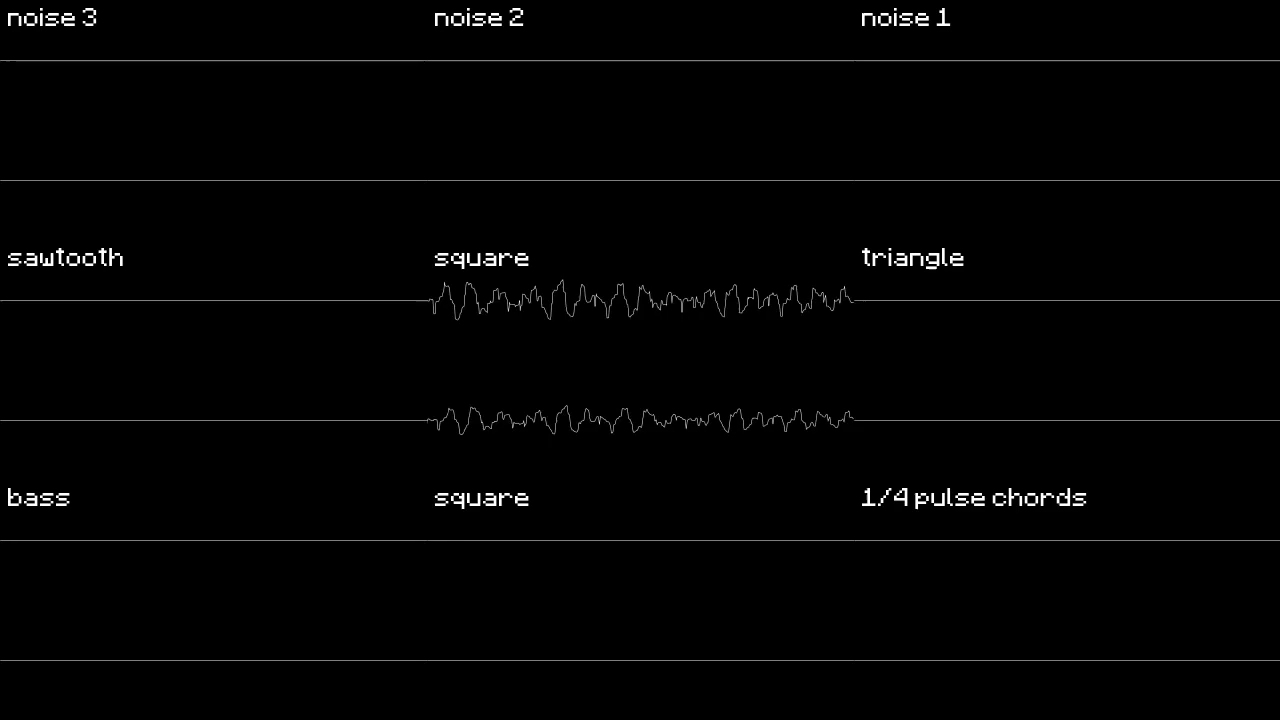 noise 3
noise 2
noise 1
sawtooth
square
triangle
bass
square
1/4 pulse chords